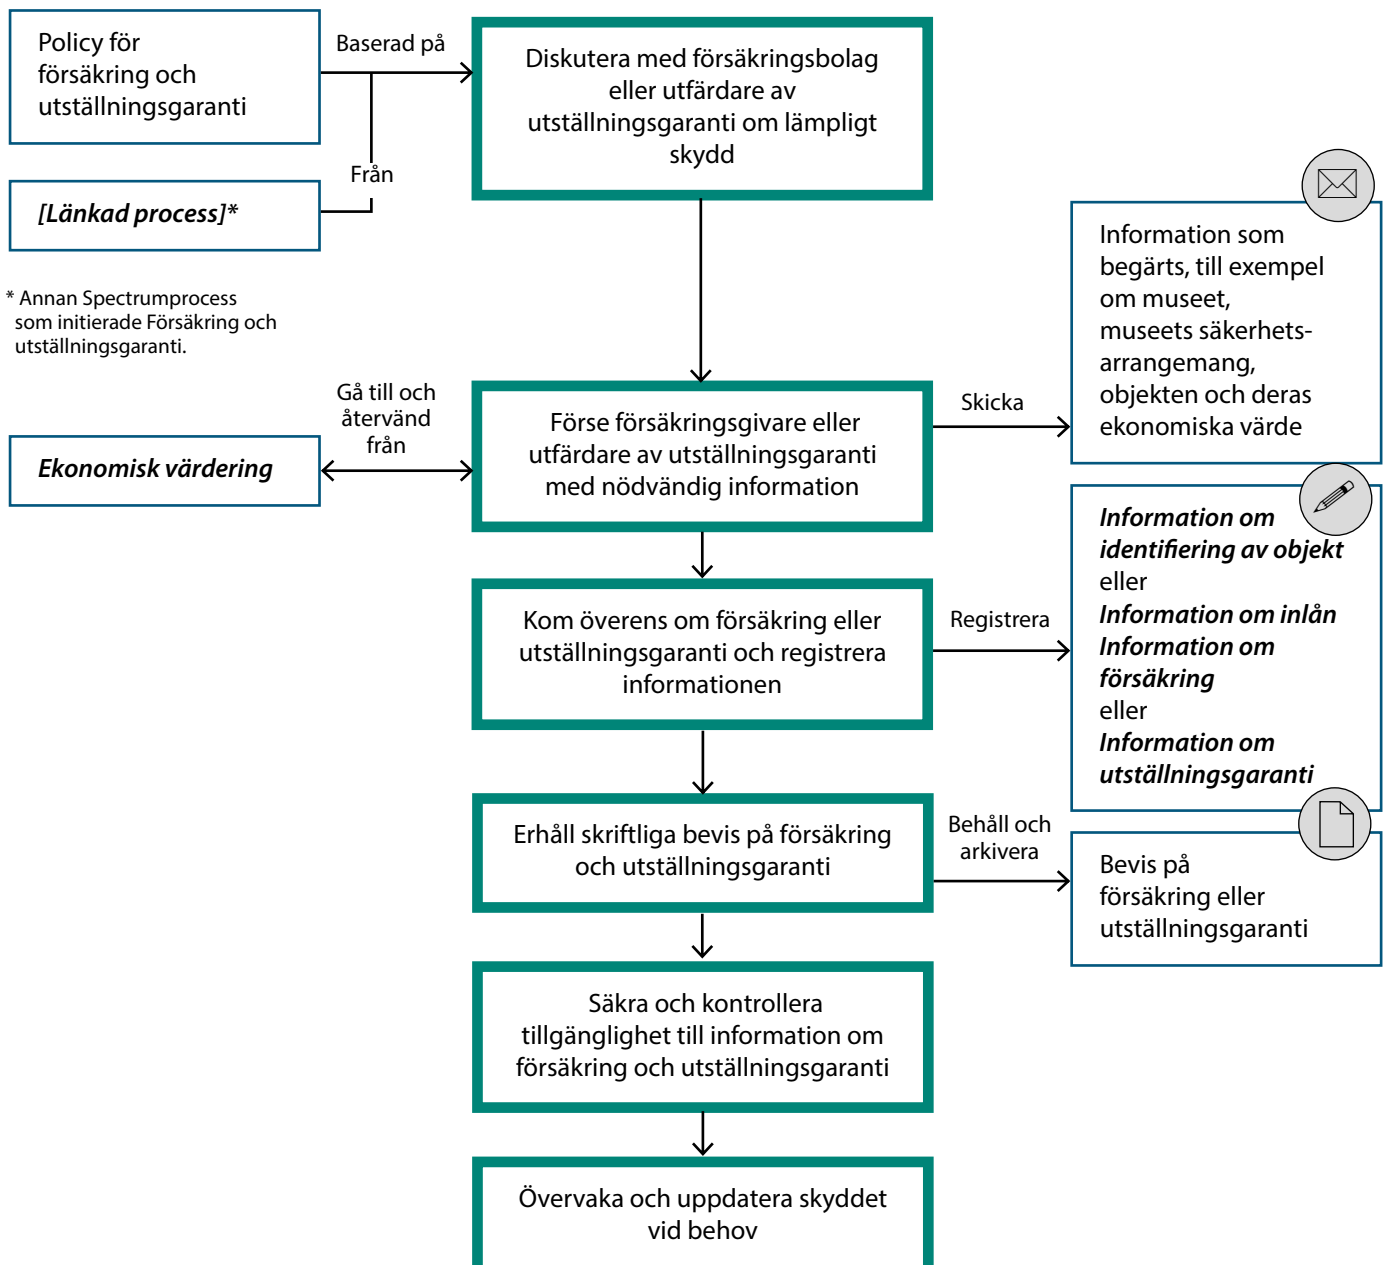 Policy för
försäkring och
utställningsgaranti
Baserad på
Diskutera med försäkringsbolag
eller utfärdare av
utställningsgaranti om lämpligt
skydd
Från
[Länkad process]*
* Annan Spectrumprocess
som initierade Försäkring och
utställningsgaranti.
Information som
begärts, till exempel
om museet,
museets säkerhets-
arrangemang,
objekten och deras
ekonomiska värde
Gå till och
återvänd
från
Ekonomisk värdering
Förse försäkringsgivare eller
utfärdare av utställningsgaranti
med nödvändig information
Skicka
Kom överens om försäkring eller
utställningsgaranti och registrera
informationen
Registrera
Information om
identifiering av objekt
eller
Information om inlån
Information om
försäkring
eller
Information om
utställningsgaranti
Erhåll skriftliga bevis på försäkring
och utställningsgaranti
Behåll och
arkivera
Bevis på
försäkring eller
utställningsgaranti
Säkra och kontrollera
tillgänglighet till information om
försäkring och utställningsgaranti
Övervaka och uppdatera skyddet
vid behov